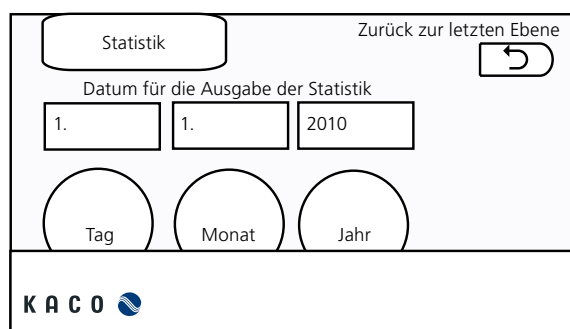 Statistik
Zurück zur letzten Ebene
Datum für die Ausgabe der Statistik
1. 1. 2010
Tag Monat Jahr
KACO